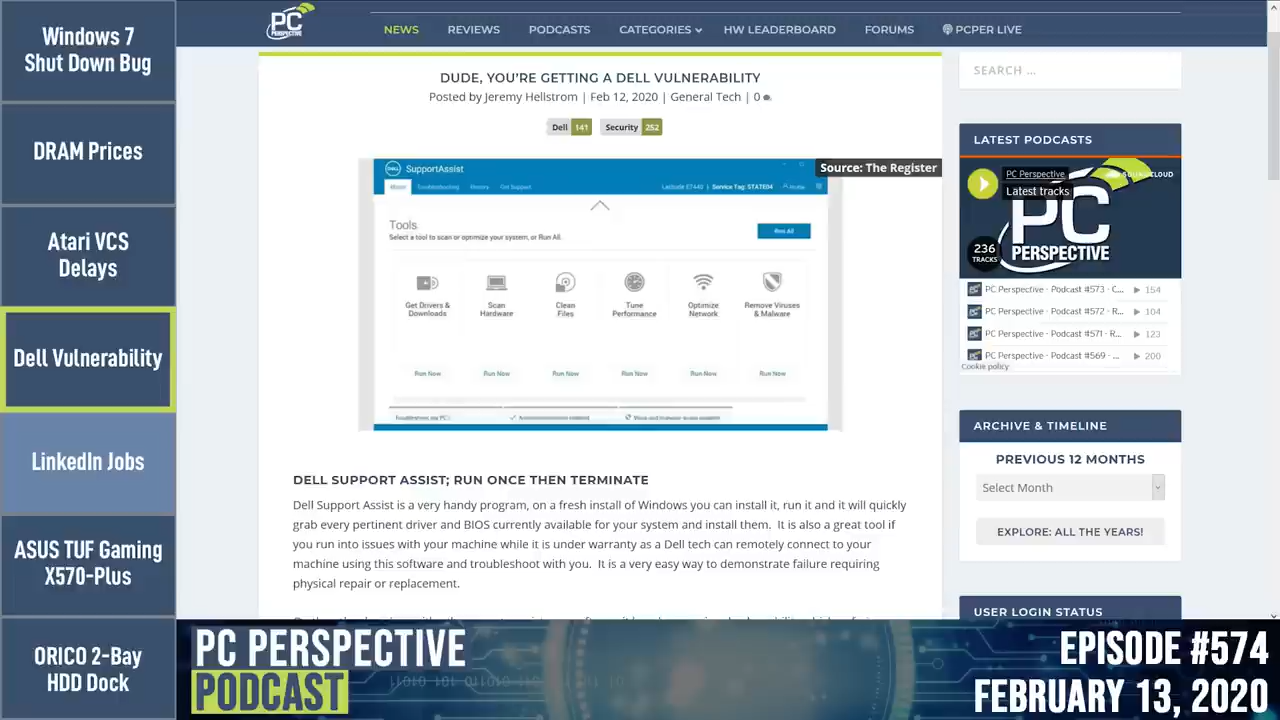 Windows 7
Shut Down Bug
DRAM Prices
Atari VCS
Delays
Dell Vulnerability
LinkedIn Jobs
ASUS TUF Gaming
X570-Plus
ORICO 2-Bay
HDD Dock
PC
PERSPECTIVE
NEWS
REVIEWS
PODCASTS
CATEGORIES
HW LEADERBOARD
FORUMS
PCPER LIVE
DUDE, YOU'RE GETTING A DELL VULNERABILITY
Posted by Jeremy Hellstrom | Feb 12, 2020 | General Tech | 0
Dell 141
Security 252
Source: The Register
DELL SupportAssist
Troubleshooting
History
Get Support
Service Tag: STATE04
Tools
Select a tool to scan or optimize your system, or Run All
Run All
Get Drivers &
Downloads
Scan
Hardware
Clean
Files
Tune
Performance
Optimize
Network
Remove Viruses
& Malware
Run Now
Run Now
Run Now
Run Now
Run Now
Run Now
DELL SUPPORT ASSIST; RUN ONCE THEN TERMINATE
Dell Support Assist is a very handy program, on a fresh install of Windows you can install it, run it and it will quickly
grab every pertinent driver and BIOS currently available for your system and install them. It is also a great tool if
you run into issues with your machine while it is under warranty as a Dell tech can remotely connect to your
machine using this software and troubleshoot with you. It is a very easy way to demonstrate failure requiring
physical repair or replacement.
SEARCH ...
LATEST PODCASTS
PC Perspective
Latest tracks
PC
PERSPECTIVE
236
TRACKS
PC Perspective - Podcast #573 - C... 154
PC Perspective - Podcast #572 - R... 104
PC Perspective - Podcast #571 - R... 123
PC Perspective - Podcast #569 - ... 200
Cookie policy
ARCHIVE & TIMELINE
PREVIOUS 12 MONTHS
Select Month
EXPLORE: ALL THE YEARS!
USER LOGIN STATUS
PC PERSPECTIVE
PODCAST
EPISODE #574
FEBRUARY 13, 2020